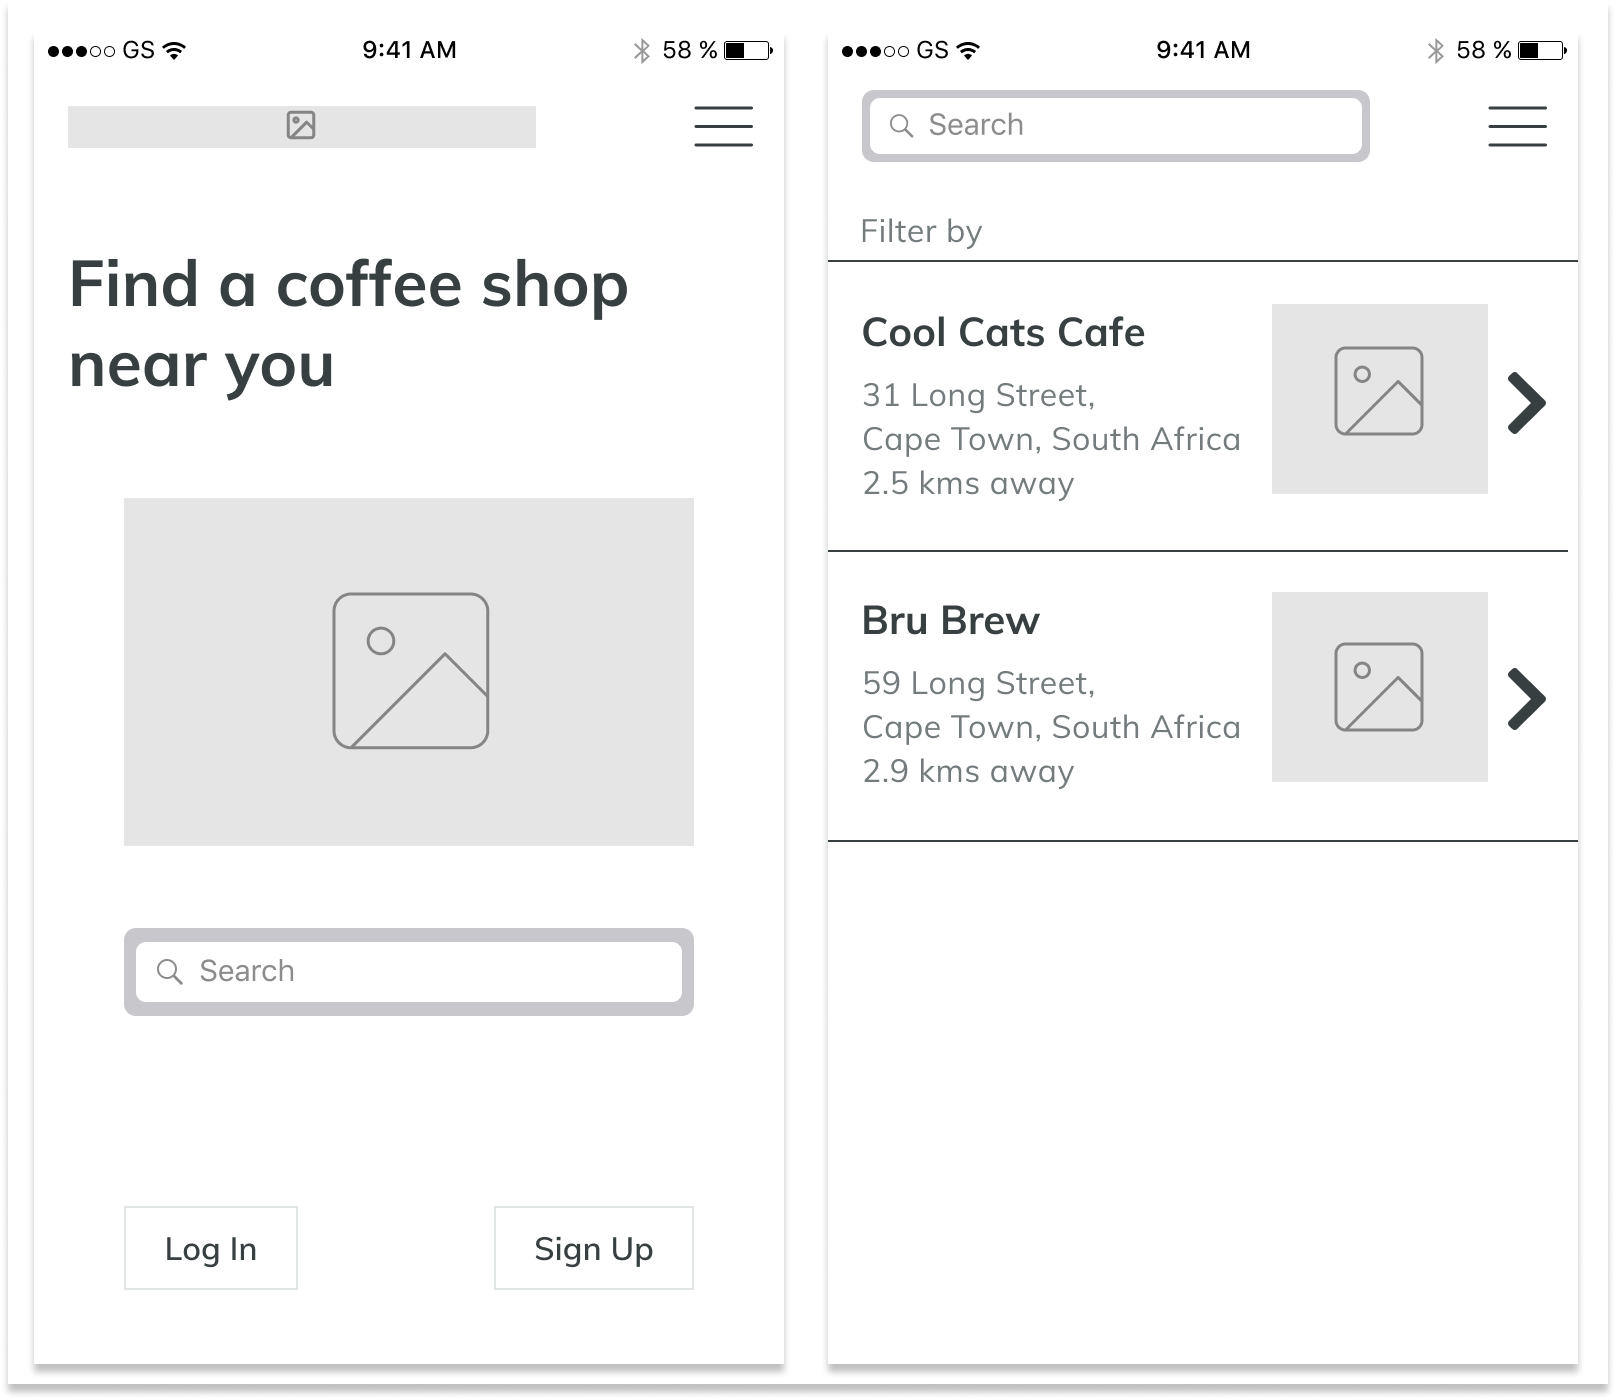 GS 9:41 AM 58 %
Find a coffee shop
near you
Search
Log In Sign Up
GS 9:41 AM 58 %
Search
Filter by
Cool Cats Cafe
31 Long Street,
Cape Town, South Africa
2.5 kms away
Bru Brew
59 Long Street,
Cape Town, South Africa
2.9 kms away